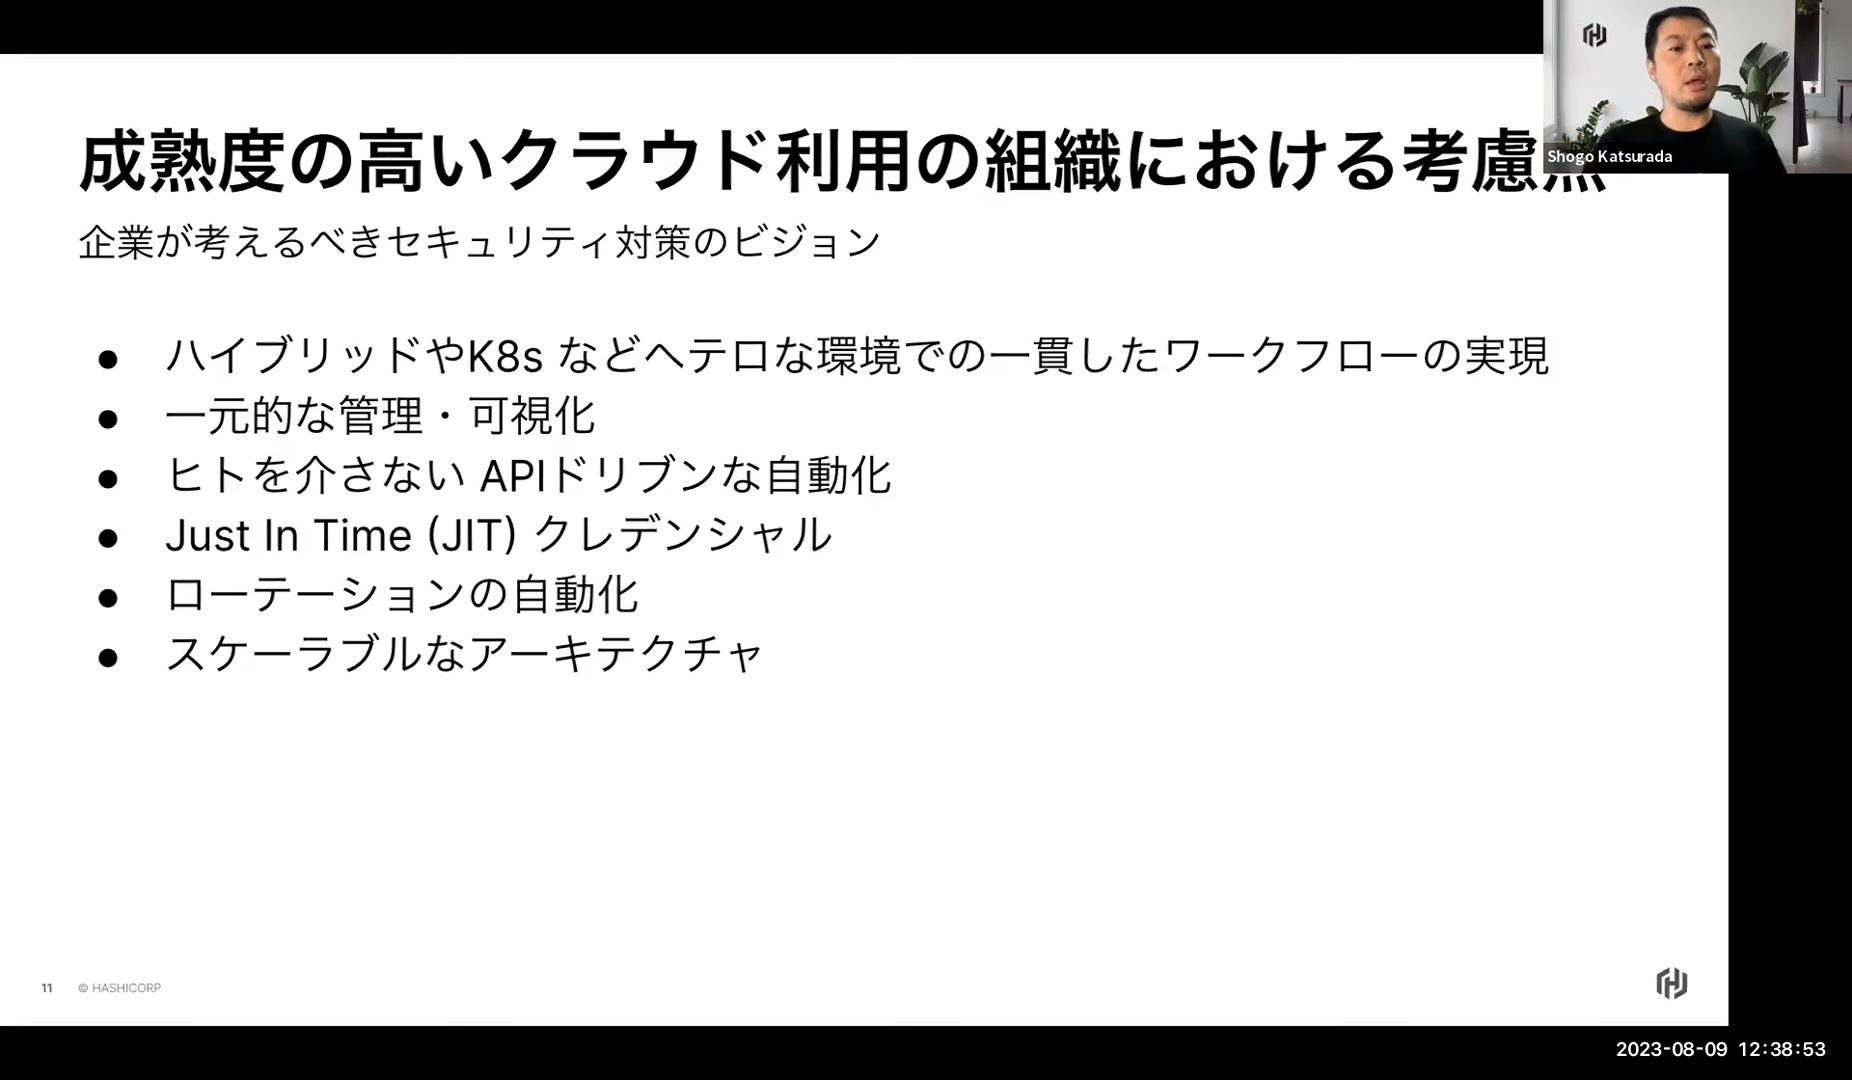 成熟度の高いクラウド利用の組織における考慮点
Shogo Katsurada
企業が考えるべきセキュリティ対策のビジョン
● ハイブリッドやK8s などヘテロな環境での一貫したワークフローの実現
● 一元的な管理・可視化
● ヒトを介さない APIドリブンな自動化
● Just In Time (JIT) クレデンシャル
● ローテーションの自動化
● スケーラブルなアーキテクチャ
11 © HASHICORP
2023-08-09 12:38:53